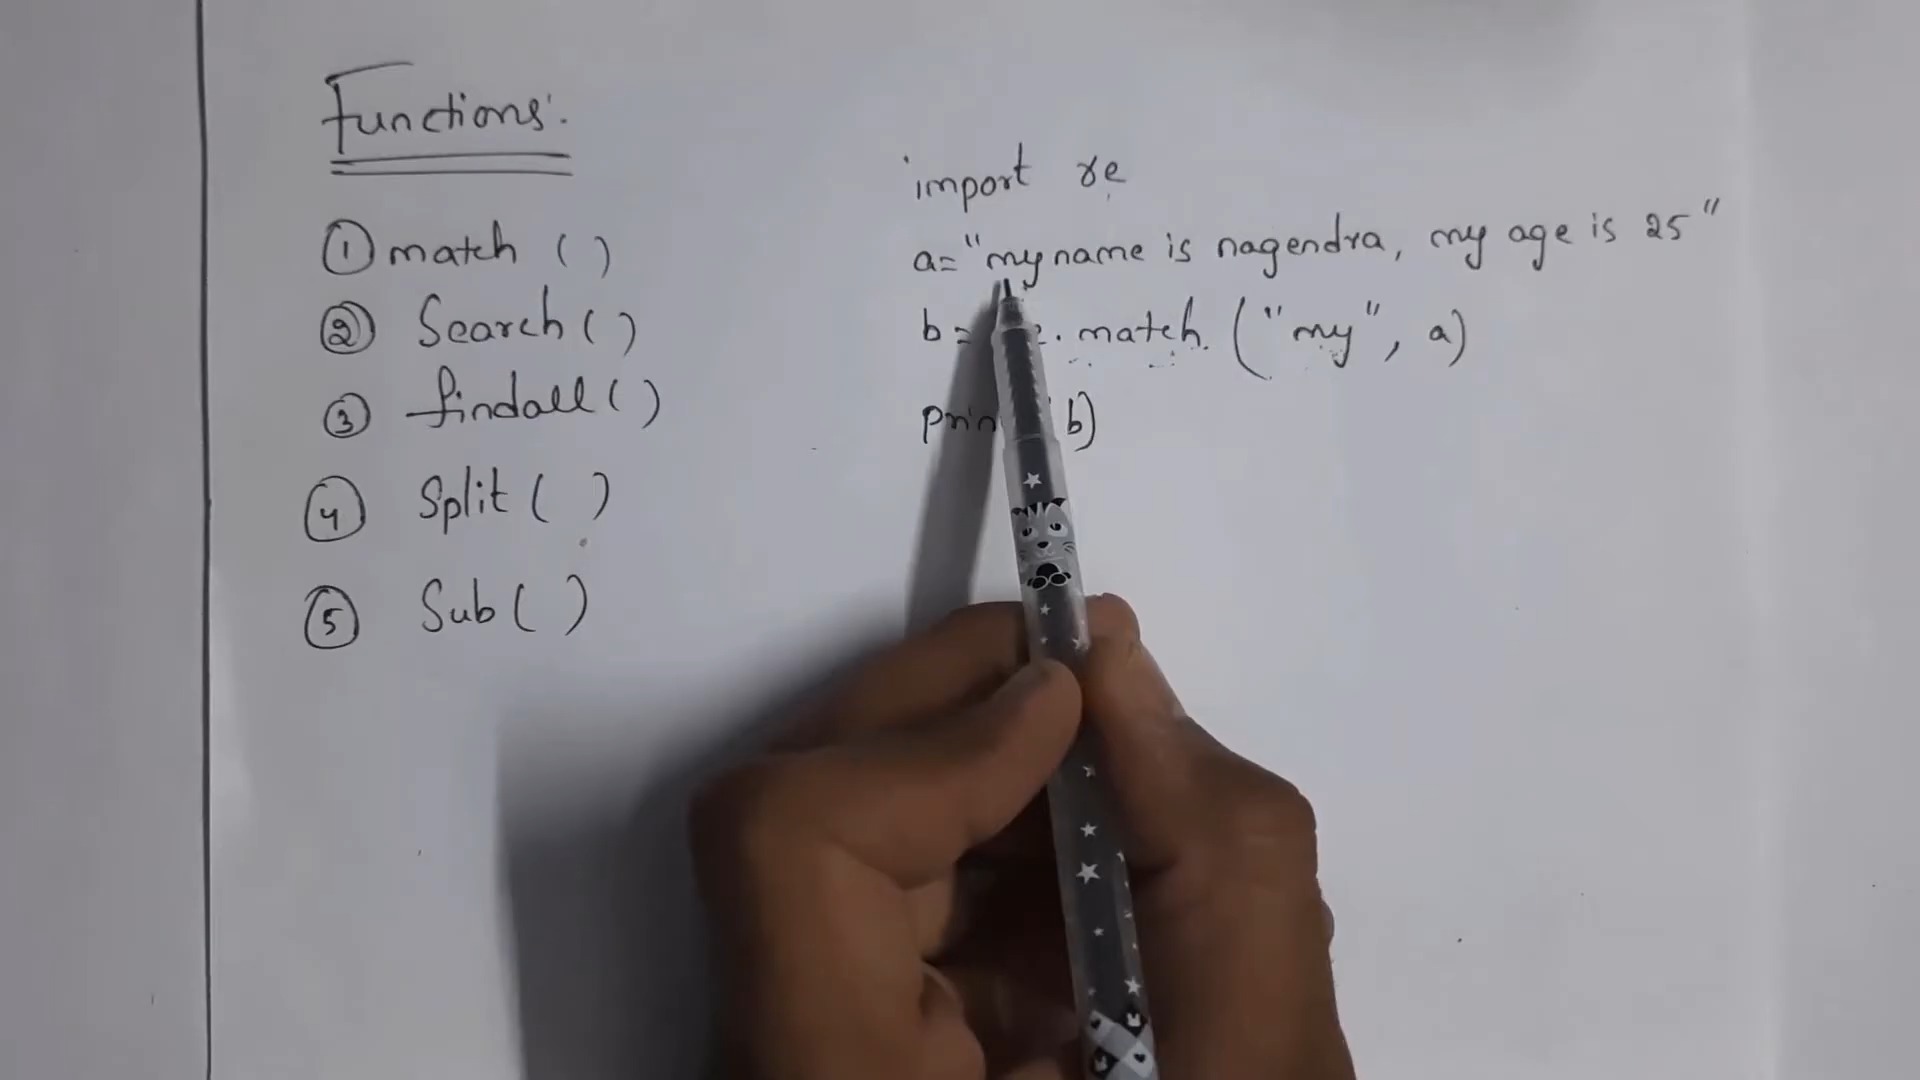 Functions:
① match ( )
② Search ( )
③ findall ( )
④ Split ( )
⑤ Sub ( )
import re
a= "my name is nagendra, my age is 25"
b= . match ("my", a)
b)